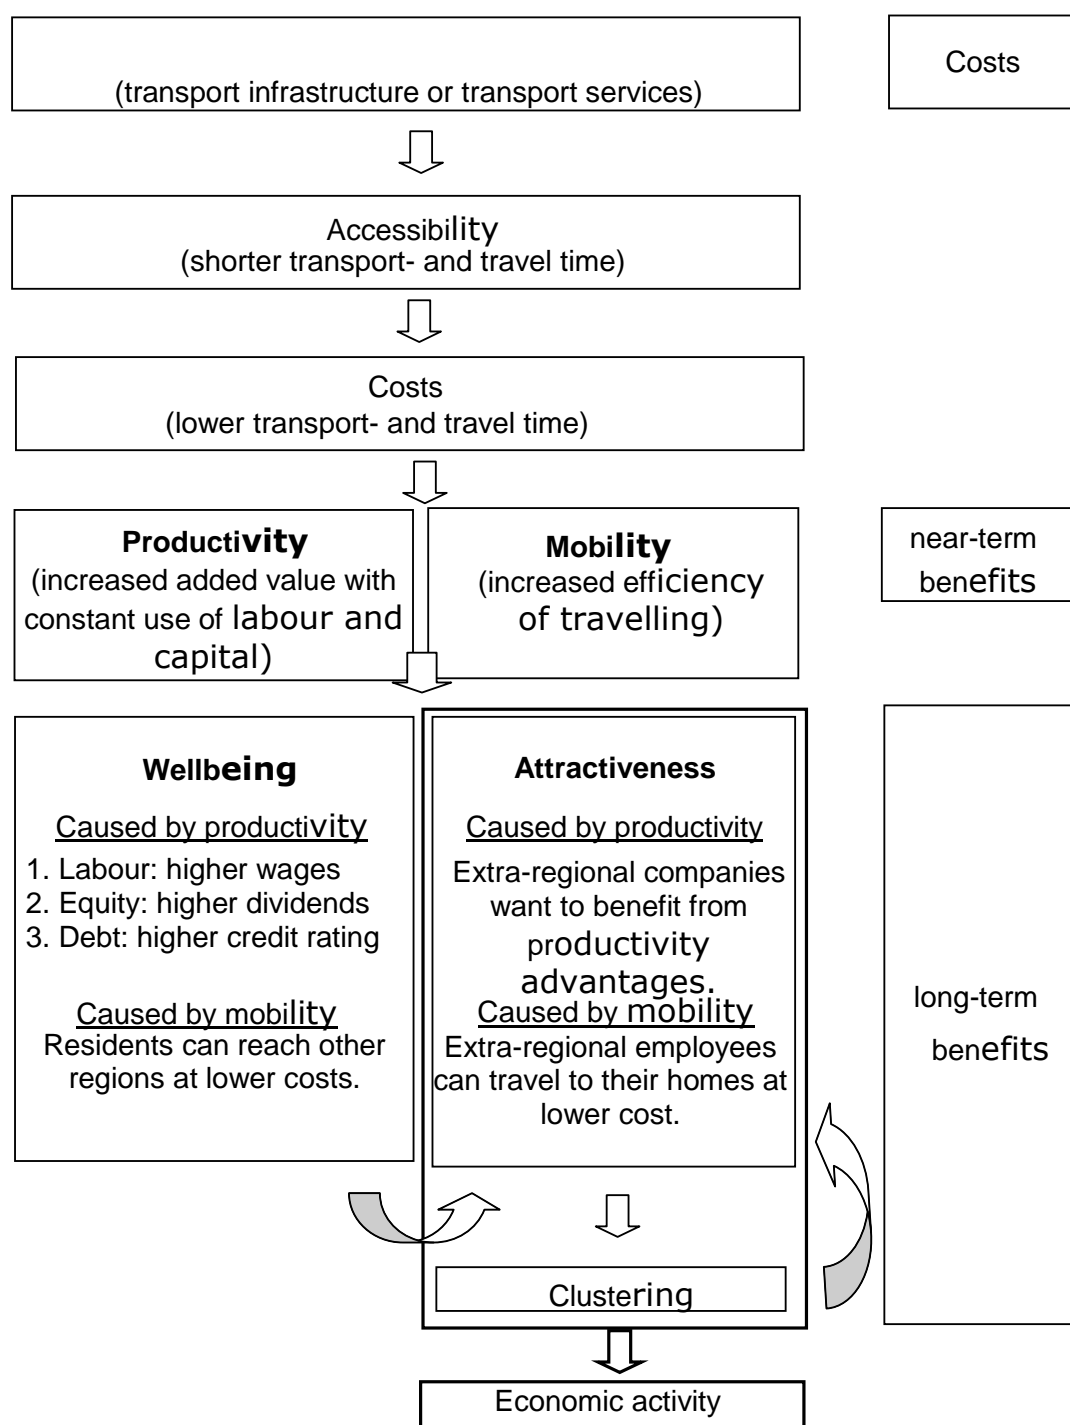 (transport infrastructure or transport services)
Costs
Accessibility
(shorter transport- and travel time)
Costs
(lower transport- and travel time)
Productivity
(increased added value with
constant use of labour and
capital)
Mobility
(increased efficiency
of travelling)
near-term
benefits
Wellbeing
Caused by productivity
1. Labour: higher wages
2. Equity: higher dividends
3. Debt: higher credit rating
Caused by mobility
Residents can reach other
regions at lower costs.
Attractiveness
Caused by productivity
Extra-regional companies
want to benefit from
productivity
advantages.
Caused by mobility
Extra-regional employees
can travel to their homes at
lower cost.
long-term
benefits
Clustering
Economic activity